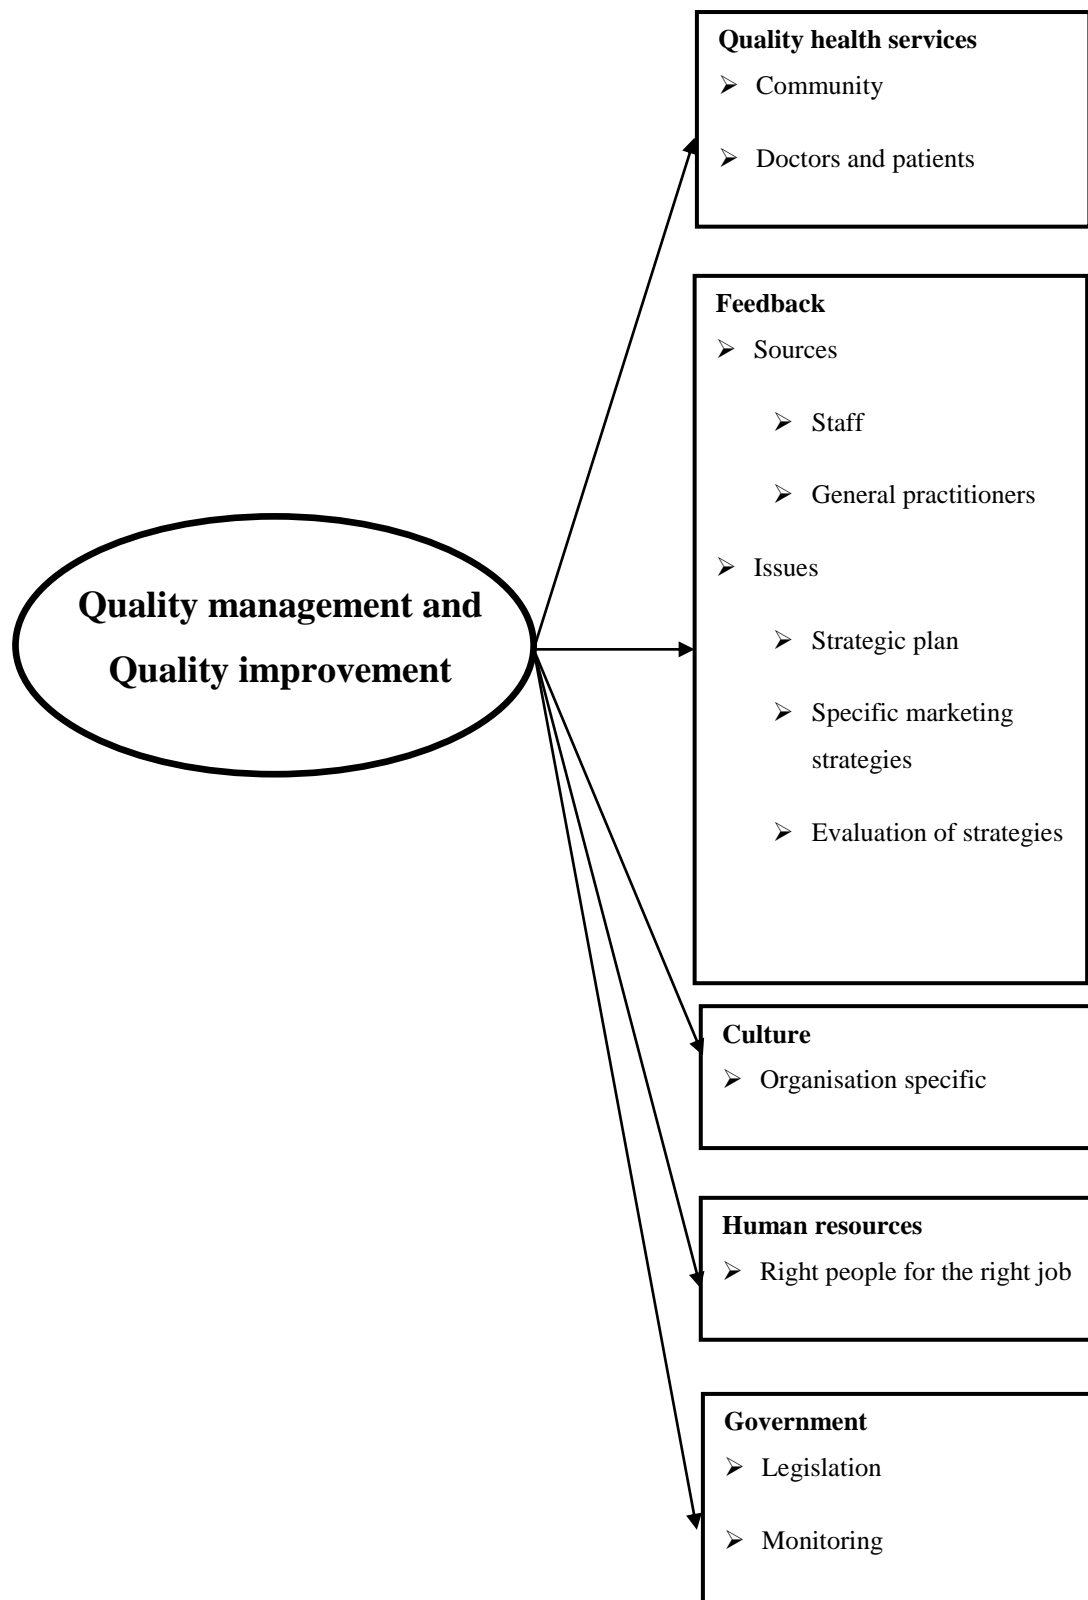 Quality health services
➢ Community
➢ Doctors and patients
Feedback
➢ Sources
➢ Staff
➢ General practitioners
➢ Issues
➢ Strategic plan
➢ Specific marketing
strategies
➢ Evaluation of strategies
Quality management and
Quality improvement
Culture
➢ Organisation specific
Human resources
➢ Right people for the right job
Government
➢ Legislation
➢ Monitoring